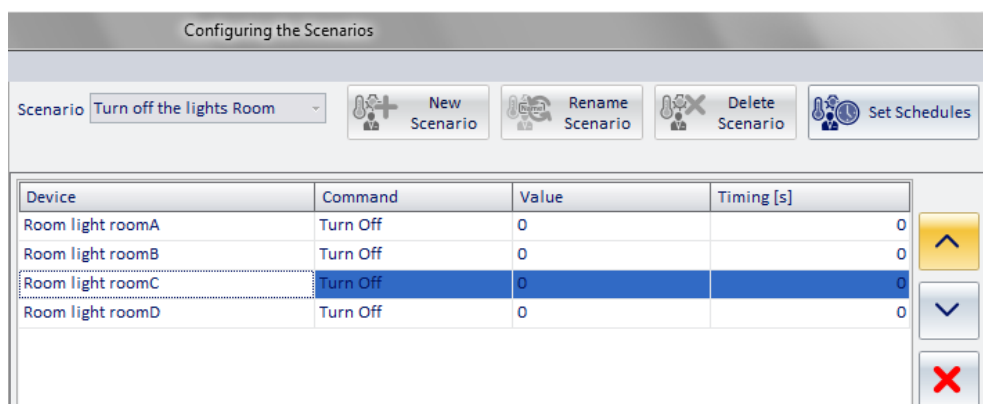 Configuring the Scenarios
Scenario Turn off the lights Room
New Scenario
Rename Scenario
Delete Scenario
Set Schedules
Device Command Value Timing [s]
Room light roomA Turn Off 0 0
Room light roomB Turn Off 0 0
Room light roomC Turn Off 0 0
Room light roomD Turn Off 0 0